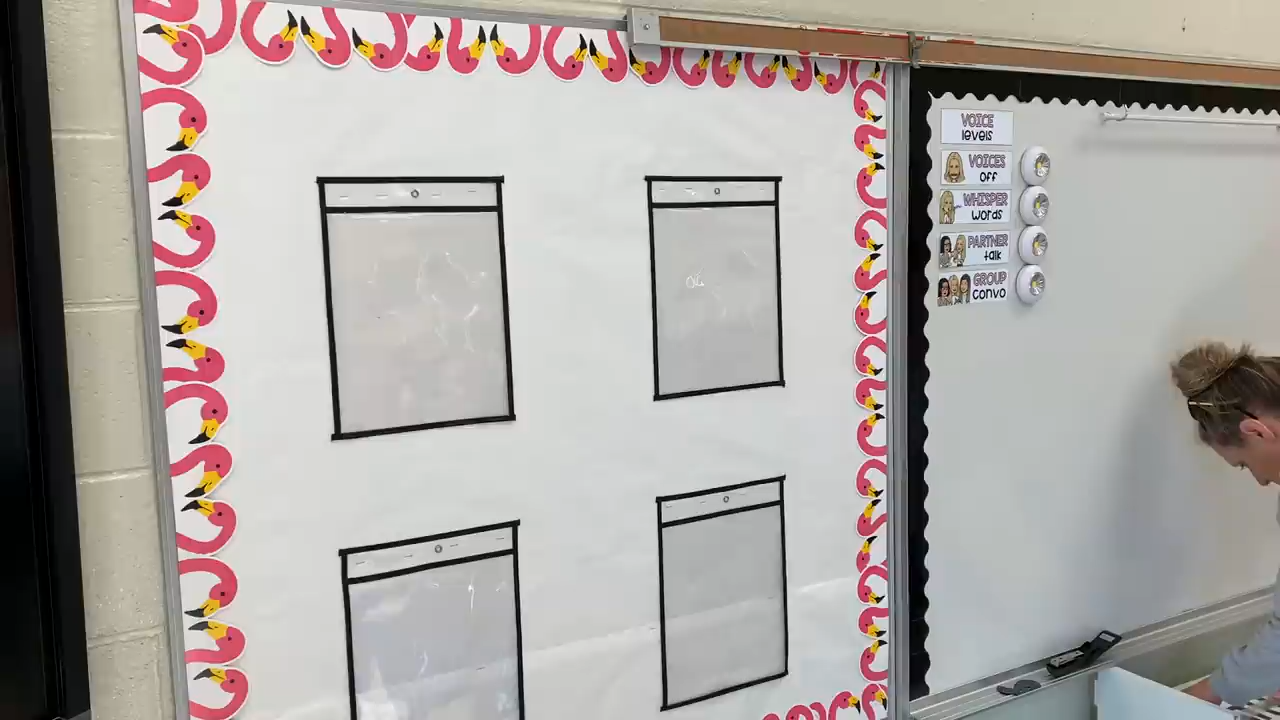 VOICE
levels
VOICES
off
WHISPER
words
PARTNER
talk
GROUP
convo